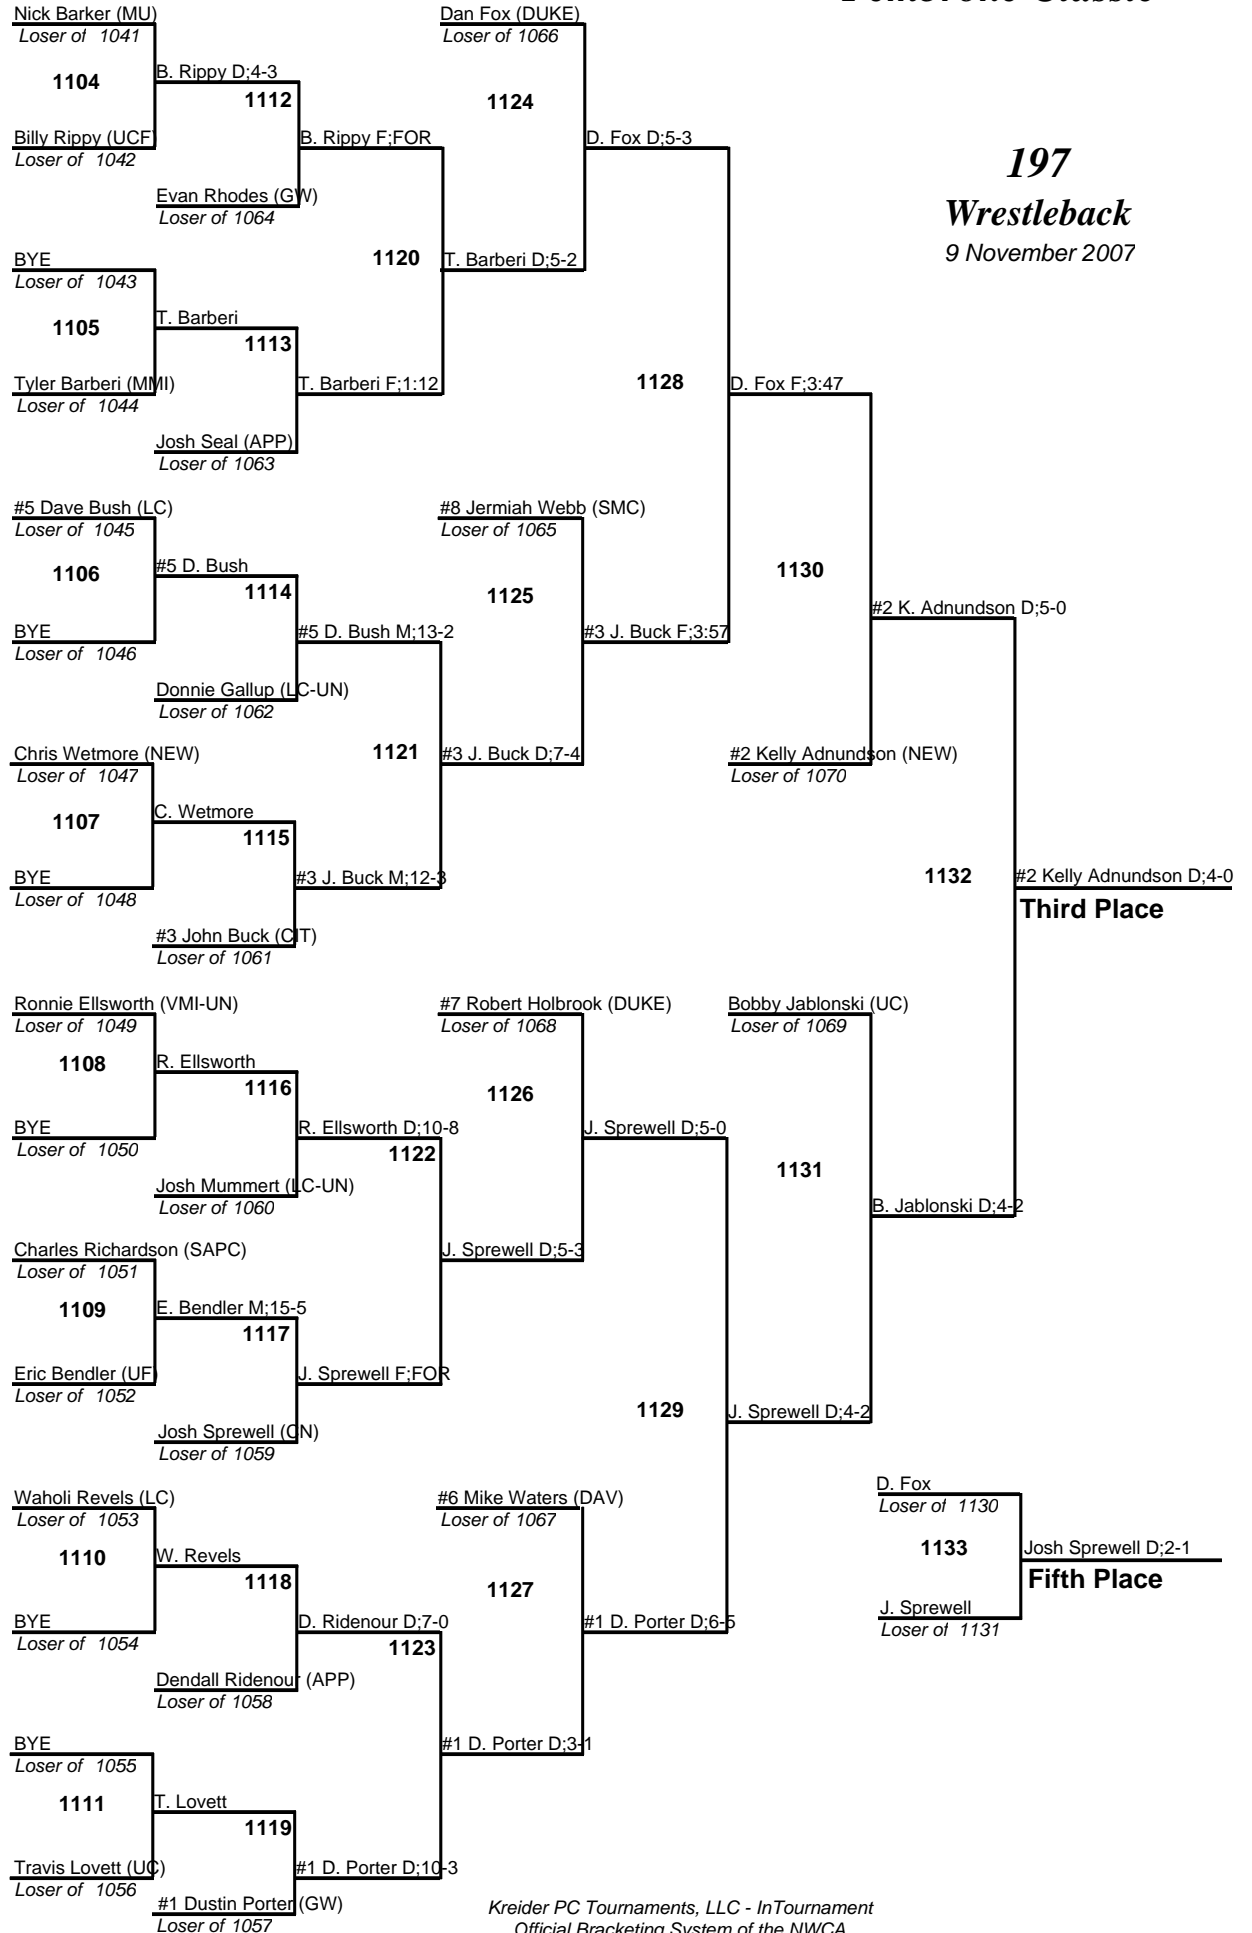 Nick Barker (MU)
Loser of 1041
1104
B. Rippy D;4-3
1112
Billy Rippy (UCF)
Loser of 1042
B. Rippy F;FOR
Evan Rhodes (GW)
Loser of 1064
BYE
Loser of 1043
1105
T. Barberi
1113
Tyler Barberi (MMI)
Loser of 1044
T. Barberi F;1:12
Josh Seal (APP)
Loser of 1063
1120
T. Barberi D;5-2
Dan Fox (DUKE)
Loser of 1066
1124
D. Fox D;5-3
197
Wrestleback
9 November 2007
#5 Dave Bush (LC)
Loser of 1045
1106
#5 D. Bush
1114
BYE
Loser of 1046
#5 D. Bush M;13-2
Donnie Gallup (LC-UN)
Loser of 1062
Chris Wetmore (NEW)
Loser of 1047
1107
C. Wetmore
1115
BYE
Loser of 1048
#3 J. Buck M;12-3
#3 John Buck (CIT)
Loser of 1061
1121
#3 J. Buck D;7-4
#8 Jermiah Webb (SMC)
Loser of 1065
1125
#3 J. Buck F;3:57
1128
D. Fox F;3:47
1130
#2 Kelly Adnundson (NEW)
Loser of 1070
#2 K. Adnundson D;5-0
1132
#2 Kelly Adnundson D;4-0
Third Place
Ronnie Ellsworth (VMI-UN)
Loser of 1049
1108
R. Ellsworth
1116
BYE
Loser of 1050
R. Ellsworth D;10-8
Josh Mummert (LC-UN)
Loser of 1060
1122
Charles Richardson (SAPC)
Loser of 1051
1109
E. Bendler M;15-5
1117
Eric Bendler (UF)
Loser of 1052
J. Sprewell F;FOR
Josh Sprewell (CN)
Loser of 1059
J. Sprewell D;5-3
#7 Robert Holbrook (DUKE)
Loser of 1068
1126
J. Sprewell D;5-0
Bobby Jablonski (UC)
Loser of 1069
1131
B. Jablonski D;4-2
1129
J. Sprewell D;4-2
Waholi Revels (LC)
Loser of 1053
1110
W. Revels
1118
BYE
Loser of 1054
D. Ridenour D;7-0
Dendall Ridenour (APP)
Loser of 1058
1123
BYE
Loser of 1055
1111
T. Lovett
1119
Travis Lovett (UC)
Loser of 1056
#1 D. Porter D;10-3
#1 Dustin Porter (GW)
Loser of 1057
#1 D. Porter D;3-1
#6 Mike Waters (DAV)
Loser of 1067
1127
#1 D. Porter D;6-5
D. Fox
Loser of 1130
1133
J. Sprewell
Loser of 1131
Josh Sprewell D;2-1
Fifth Place
Kreider PC Tournaments, LLC - InTournament
Official Bracketing System of the NWCA